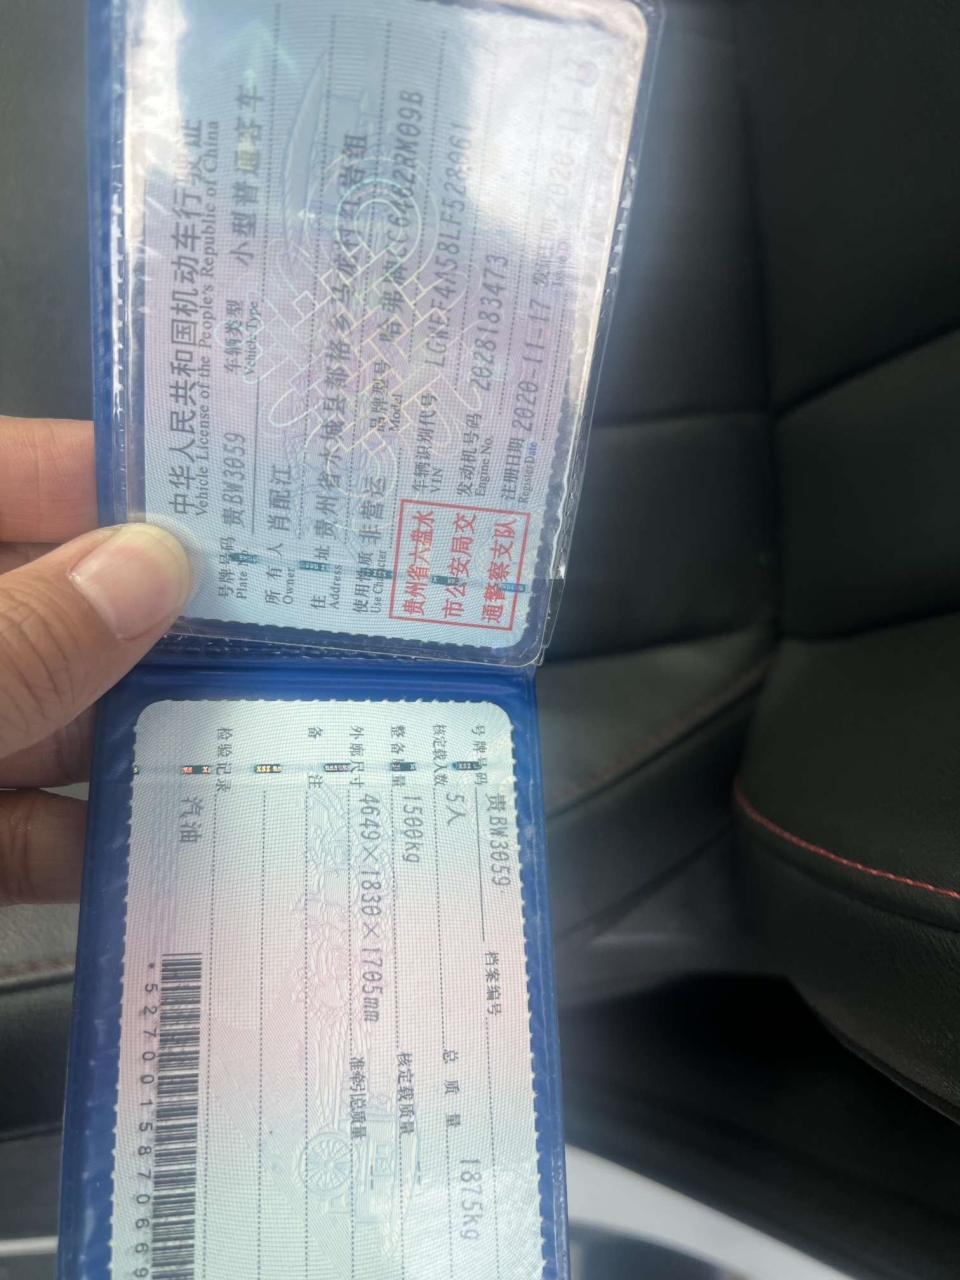 中华人民共和国机动车行驶证
Vehicle License of the People's Republic of China
号牌号码 贵BW3059 车辆类型 小型普通客车
Plate No. Vehicle Type
所有人 肖配江
Owner
住址 贵州省水城县都格乡
Address
使用性质 非营运 品牌型号 哈弗牌
Use Character Model
车辆识别代号
VIN
发动机号码 2028183473
Engine No.
注册日期 2020-11-17
Register Date
贵州省六盘水
市公安局交
通警察支队
号牌号码 贵BW3059 档案编号
核定载人数 5人 总质量 1875kg
整备质量 1500kg 核定载质量
外廓尺寸 4649×1830×1705mm 准牵引总质量
备注
检验记录
汽油